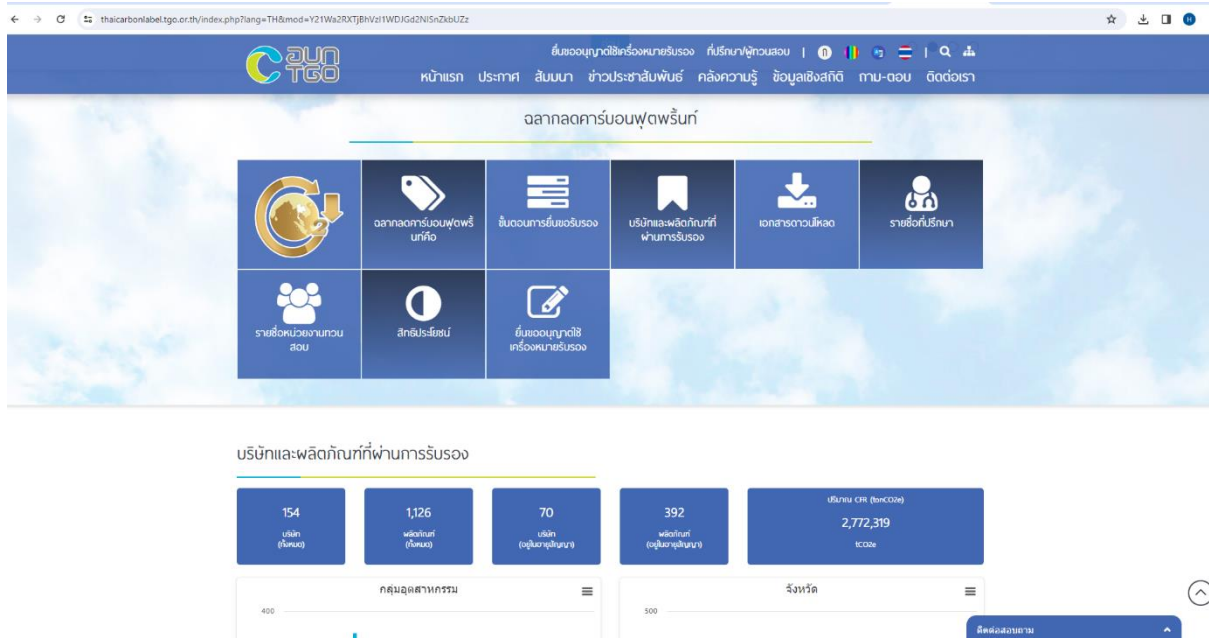 thaicarbonlabel.tgo.or.th/index.php?lang=TH&mod=Y21Wa2RXTjBhVzl1WDJGd2NISnZkbUZz
H
อบก
TGO
ยื่นขออนุญาตใช้เครื่องหมายรับรอง ที่ปรึกษา/ผู้ทวนสอบ | ก |
หน้าแรก ประกาศ สัมมนา ข่าวประชาสัมพันธ์ คลังความรู้ ข้อมูลเชิงสถิติ ถาม-ตอบ ติดต่อเรา
ฉลากลดคาร์บอนฟุตพริ้นท์
ฉลากลดคาร์บอนฟุตพริ้
นท์คือ
ขั้นตอนการยื่นขอรับรอง
บริษัทและผลิตภัณฑ์ที่
ผ่านการรับรอง
เอกสารดาวน์โหลด
รายชื่อที่ปรึกษา
รายชื่อหน่วยงานทวน
สอบ
สิทธิประโยชน์
ยื่นขออนุญาตใช้
เครื่องหมายรับรอง
บริษัทและผลิตภัณฑ์ที่ผ่านการรับรอง
154
บริษัท
(ทั้งหมด)
1,126
ผลิตภัณฑ์
(ทั้งหมด)
70
บริษัท
(อยู่ในอายุสัญญา)
392
ผลิตภัณฑ์
(อยู่ในอายุสัญญา)
ปริมาณ CFR (tonCO2e)
2,772,319
tCO2e
กลุ่มอุตสาหกรรม
400
จังหวัด
500
ติดต่อสอบถาม